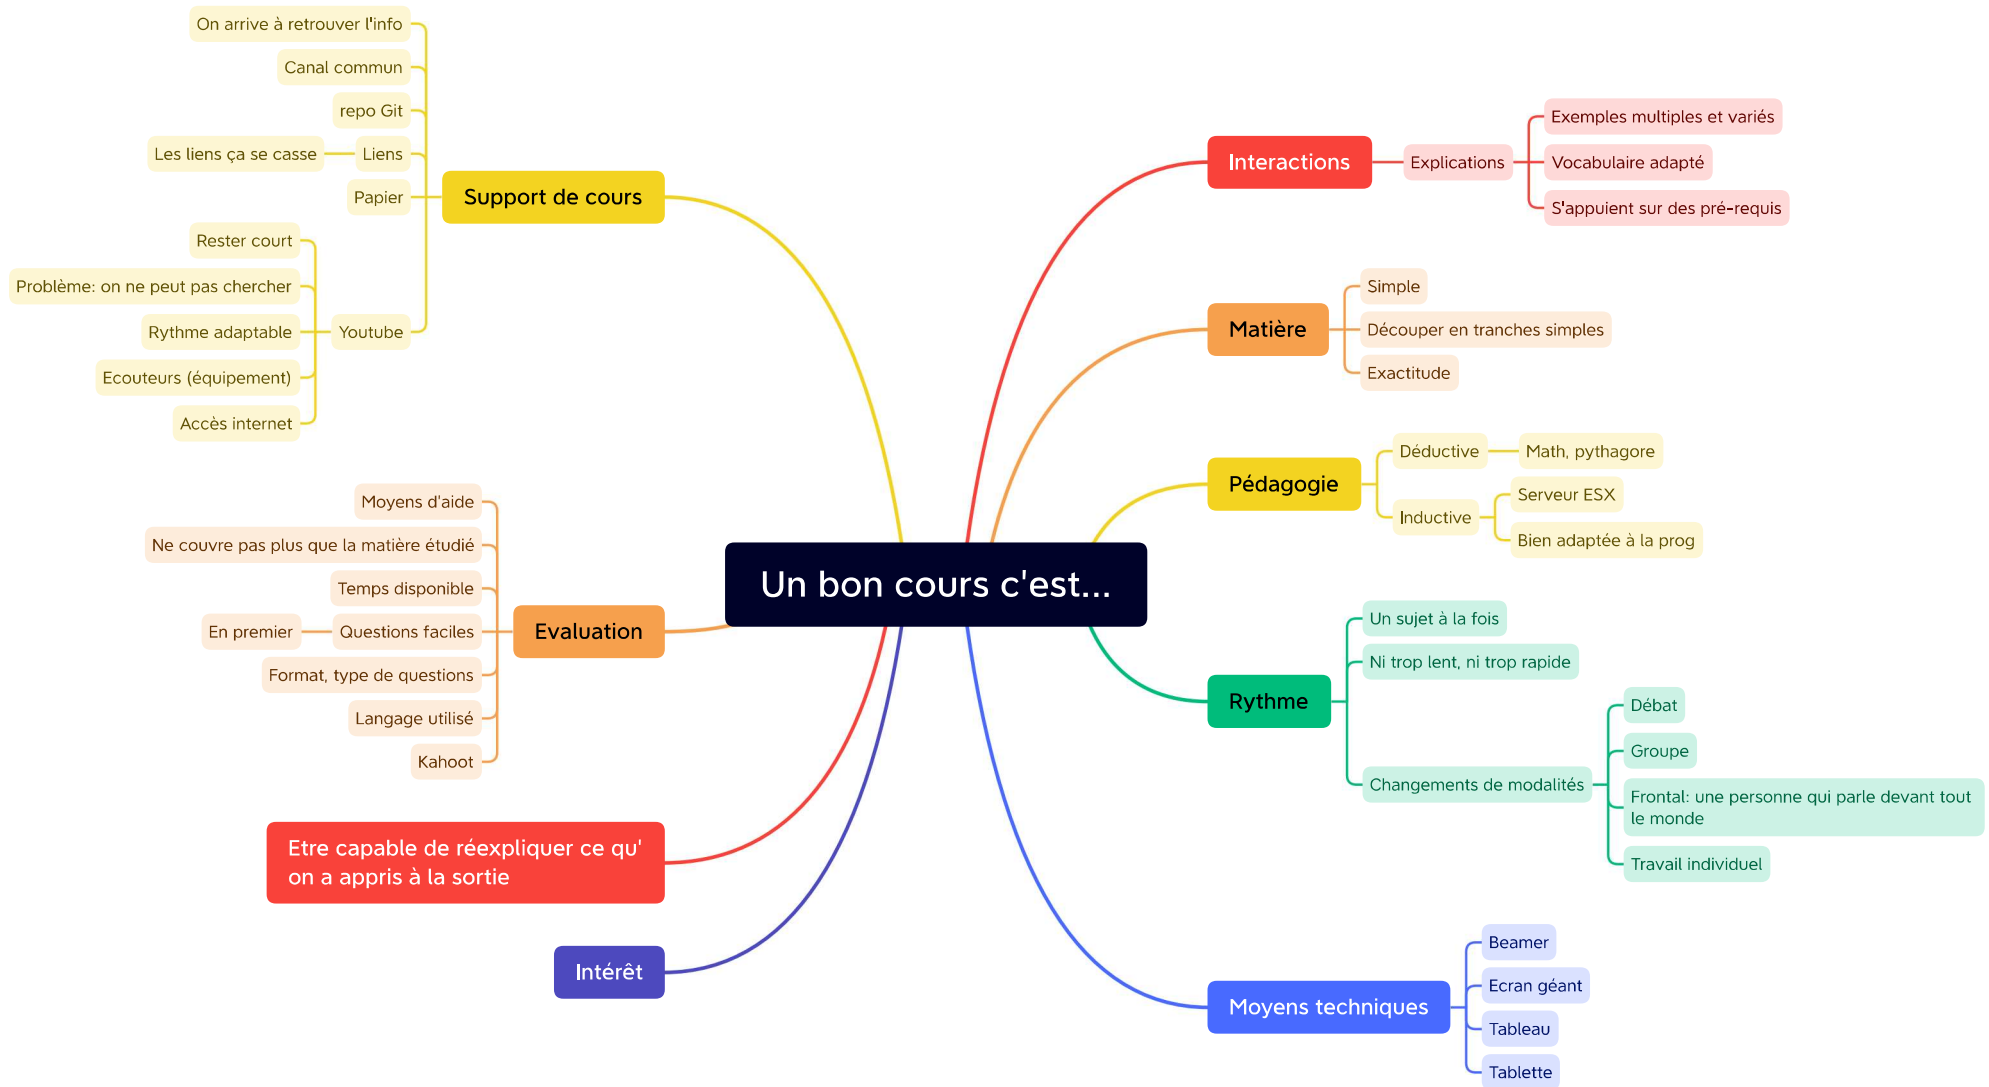 Un bon cours c'est...
Interactions
Explications
Exemples multiples et variés
Vocabulaire adapté
S'appuient sur des pré-requis
Matière
Simple
Découper en tranches simples
Exactitude
Pédagogie
Déductive
Math, pythagore
Inductive
Serveur ESX
Bien adaptée à la prog
Rythme
Un sujet à la fois
Ni trop lent, ni trop rapide
Changements de modalités
Débat
Groupe
Frontal: une personne qui parle devant tout
le monde
Travail individuel
Moyens techniques
Beamer
Ecran géant
Tableau
Tablette
Support de cours
On arrive à retrouver l'info
Canal commun
repo Git
Liens
Les liens ça se casse
Papier
Youtube
Rester court
Problème: on ne peut pas chercher
Rythme adaptable
Ecouteurs (équipement)
Accès internet
Evaluation
Moyens d'aide
Ne couvre pas plus que la matière étudié
Temps disponible
Questions faciles
En premier
Format, type de questions
Langage utilisé
Kahoot
Etre capable de réexpliquer ce qu'
on a appris à la sortie
Intérêt